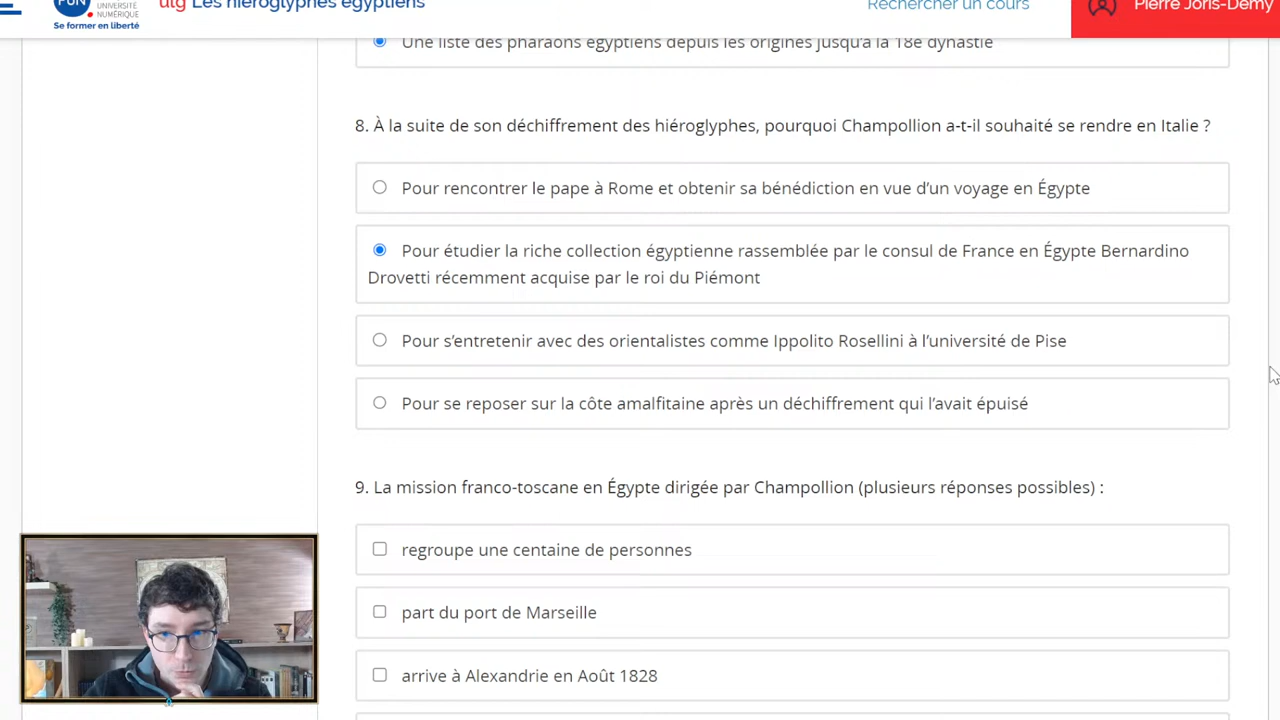 FUN
UNIVERSITÉ
NUMÉRIQUE
Se former en liberté
ulg Les hiéroglyphes égyptiens
Rechercher un cours
Pierre Joris-Demy
Une liste des pharaons égyptiens depuis les origines jusqu'à la 18e dynastie
8. À la suite de son déchiffrement des hiéroglyphes, pourquoi Champollion a-t-il souhaité se rendre en Italie ?
Pour rencontrer le pape à Rome et obtenir sa bénédiction en vue d’un voyage en Égypte
Pour étudier la riche collection égyptienne rassemblée par le consul de France en Égypte Bernardino
Drovetti récemment acquise par le roi du Piémont
Pour s’entretenir avec des orientalistes comme Ippolito Rosellini à l’université de Pise
Pour se reposer sur la côte amalfitaine après un déchiffrement qui l’avait épuisé
9. La mission franco-toscane en Égypte dirigée par Champollion (plusieurs réponses possibles) :
regroupe une centaine de personnes
part du port de Marseille
arrive à Alexandrie en Août 1828